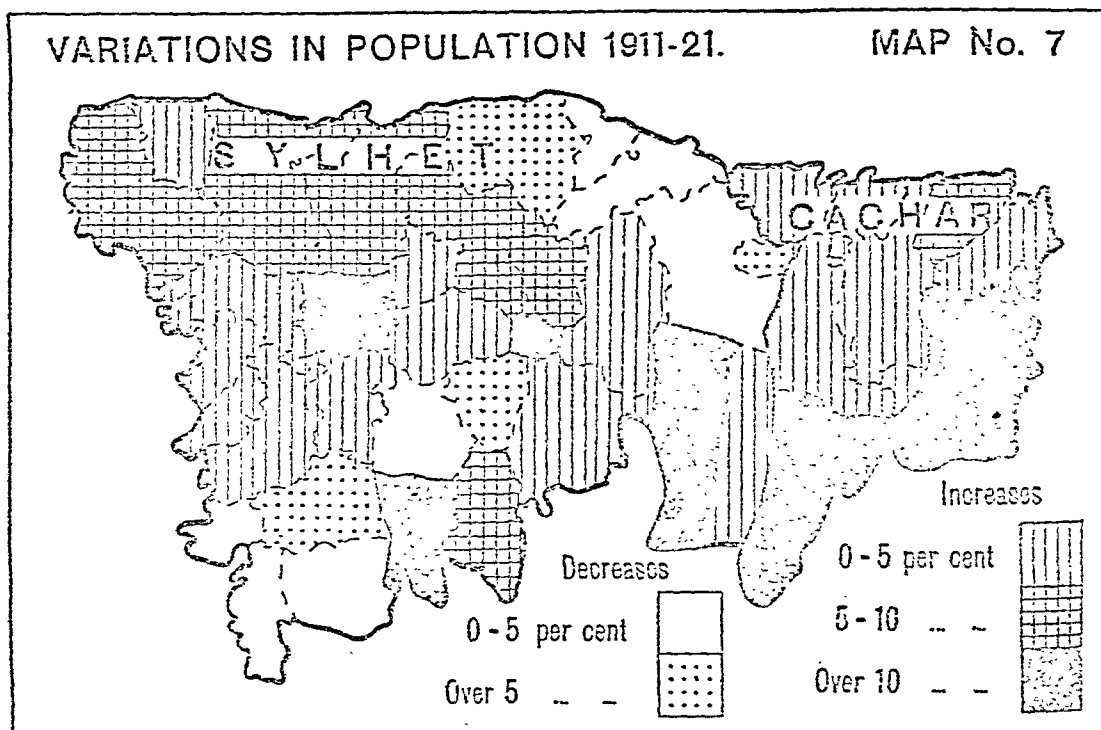 VARIATIONS IN POPULATION 1911-21. MAP No. 7
SYLHET
CACHAR
Decreases
0-5 per cent
Over 5 " "
Increases
0-5 per cent
5-10 " "
Over 10 " "